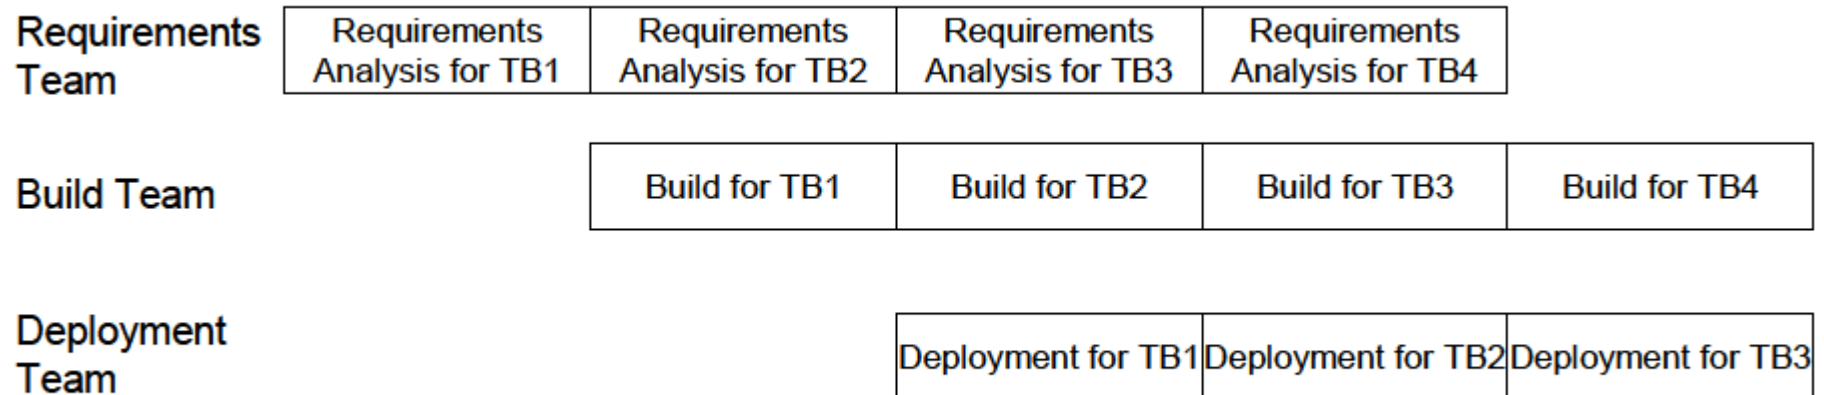 Requirements
Team
Requirements
Analysis for TB1
Requirements
Analysis for TB2
Requirements
Analysis for TB3
Requirements
Analysis for TB4
Build Team
Build for TB1
Build for TB2
Build for TB3
Build for TB4
Deployment
Team
Deployment for TB1
Deployment for TB2
Deployment for TB3